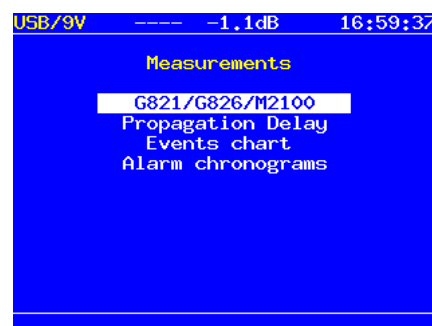 USB/9V ---- -1.1dB 16:59:37
Measurements
G821/G826/M2100
Propagation Delay
Events chart
Alarm chronograms